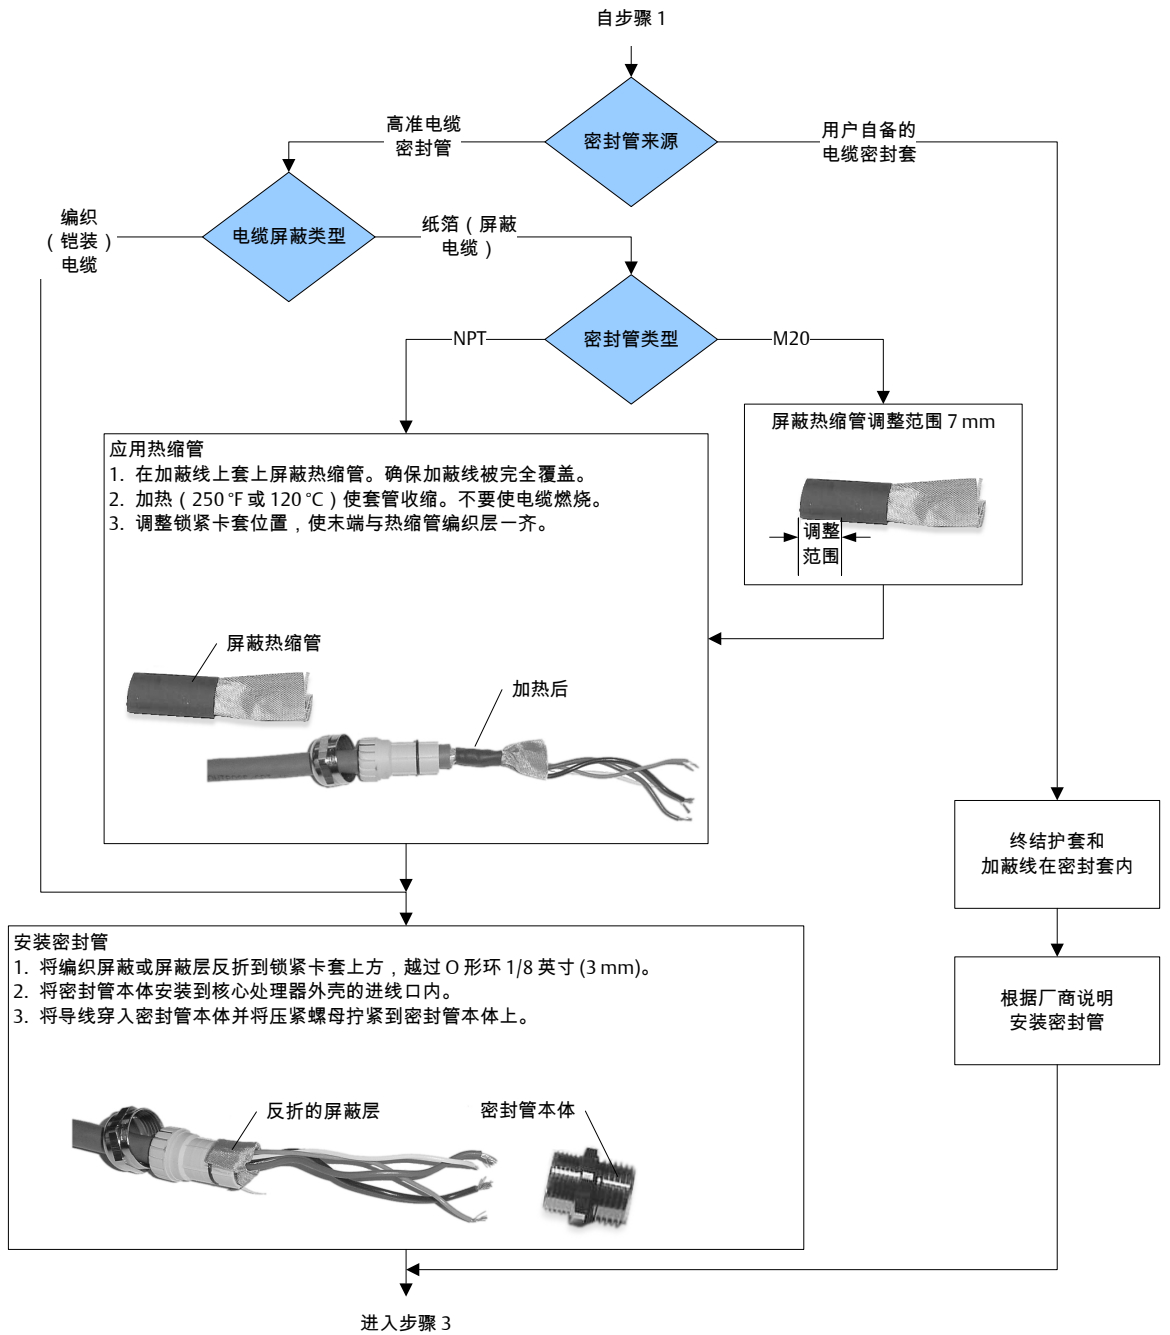 自步骤 1
密封管来源
高准电缆
密封管
用户自备的
电缆密封套
电缆屏蔽类型
编织
（铠装）
电缆
纸箔（屏蔽
电缆）
密封管类型
NPT
M20
屏蔽热缩管调整范围 7 mm
调整
范围
应用热缩管
1. 在加蔽线上套上屏蔽热缩管。确保加蔽线被完全覆盖。
2. 加热（250 °F 或 120 °C）使套管收缩。不要使电缆燃烧。
3. 调整锁紧卡套位置，使末端与热缩管编织层一齐。
屏蔽热缩管
加热后
终结护套和
加蔽线在密封套内
根据厂商说明
安装密封管
安装密封管
1. 将编织屏蔽或屏蔽层反折到锁紧卡套上方，越过 O 形环 1/8 英寸 (3 mm)。
2. 将密封管本体安装到核心处理器外壳的进线口内。
3. 将导线穿入密封管本体并将压紧螺母拧紧到密封管本体上。
反折的屏蔽层
密封管本体
进入步骤 3